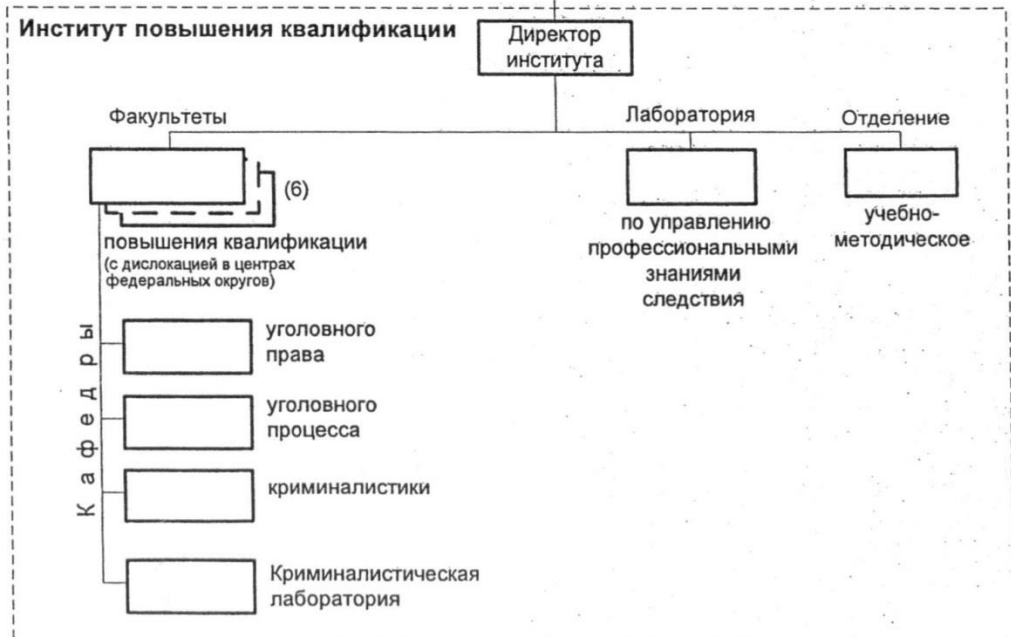 Институт повышения квалификации
Директор
института
Факультеты
Лаборатория
Отделение
(6)
повышения квалификации
(с дислокацией в центрах
федеральных округов)
по управлению
профессиональными
знаниями
следствия
учебно-
методическое
Кафедры
уголовного
права
уголовного
процесса
криминалистики
Криминалистическая
лаборатория